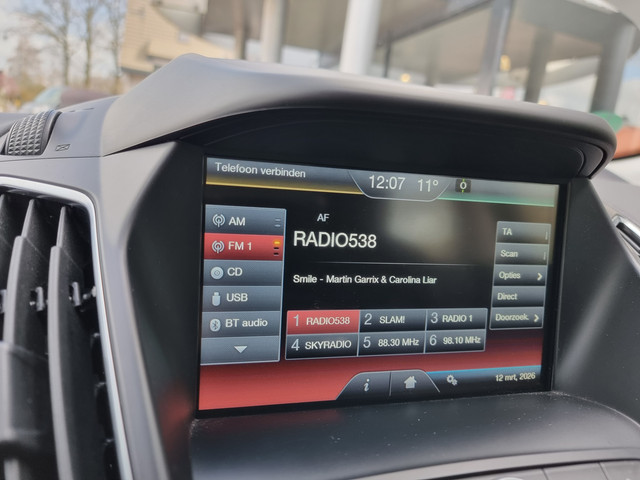 Telefoon verbinden
12:07 11°
AM
FM 1
CD
USB
BT audio
AF
RADIO538
Smile - Martin Garrix & Carolina Liar
1 RADIO538 2 SLAM! 3 RADIO 1
4 SKYRADIO 5 88.30 MHz 6 98.10 MHz
TA
Scan
Opties
Direct
Doorzoek.
i
12 mrt, 2026